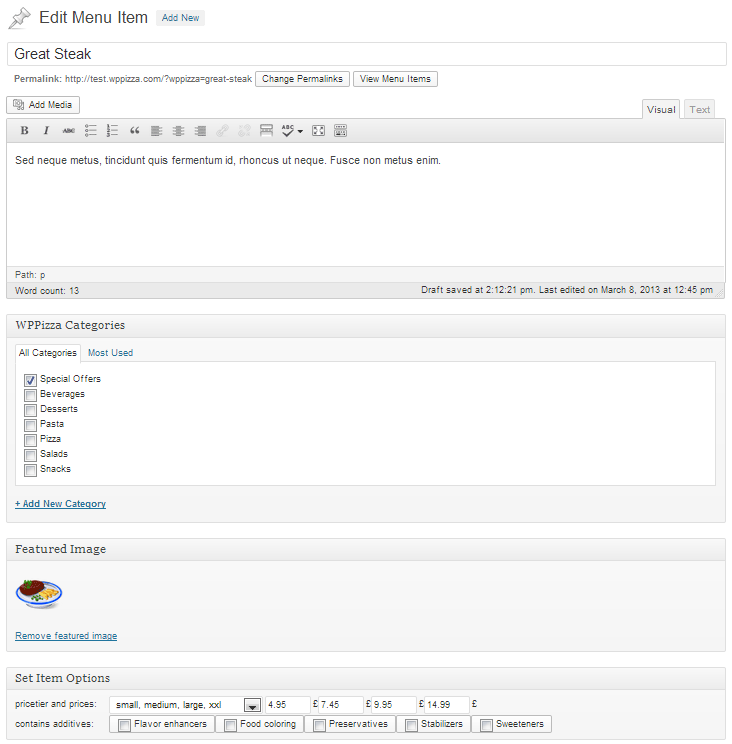 Edit Menu Item Add New
Great Steak
Permalink: http://test.wppizza.com/?wppizza=great-steak Change Permalinks View Menu Items
Add Media
Visual Text
B I ABC ABC
Sed neque metus, tincidunt quis fermentum id, rhoncus ut neque. Fusce non metus enim.
Path: p
Word count: 13 Draft saved at 2:12:21 pm. Last edited on March 8, 2013 at 12:45 pm
WPPizza Categories
All Categories Most Used
Special Offers
Beverages
Desserts
Pasta
Pizza
Salads
Snacks
+ Add New Category
Featured Image
Remove featured image
Set Item Options
pricetier and prices: small, medium, large, xxl 4.95 £ 7.45 £ 9.95 £ 14.99 £
contains additives: Flavor enhancers Food coloring Preservatives Stabilizers Sweeteners